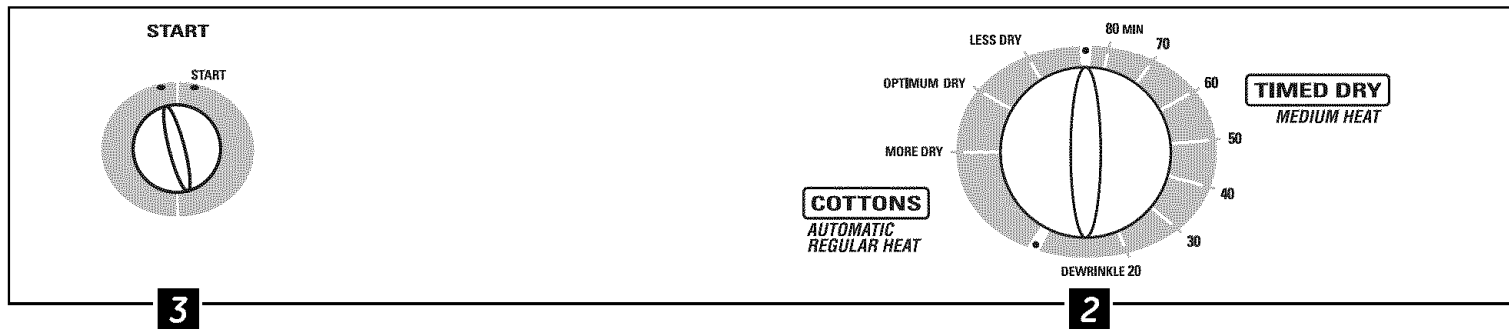 START
START
3
LESS DRY
OPTIMUM DRY
MORE DRY
COTTONS
AUTOMATIC
REGULAR HEAT
80 MIN
70
60
TIMED DRY
MEDIUM HEAT
50
40
30
DEWRINKLE 20
2